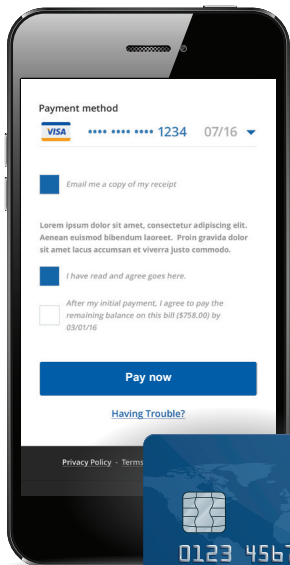 Payment method
VISA •••• •••• •••• 1234 07/16
Email me a copy of my receipt
Lorem ipsum dolor sit amet, consectetur adipiscing elit.
Aenean euismod bibendum laoreet. Proin gravida dolor
sit amet lacus accumsan et viverra justo commodo.
I have read and agree goes here.
After my initial payment, I agree to pay the
remaining balance on this bill ($758.00) by
03/01/16
Pay now
Having Trouble?
Privacy Policy - Terms
0123 4567